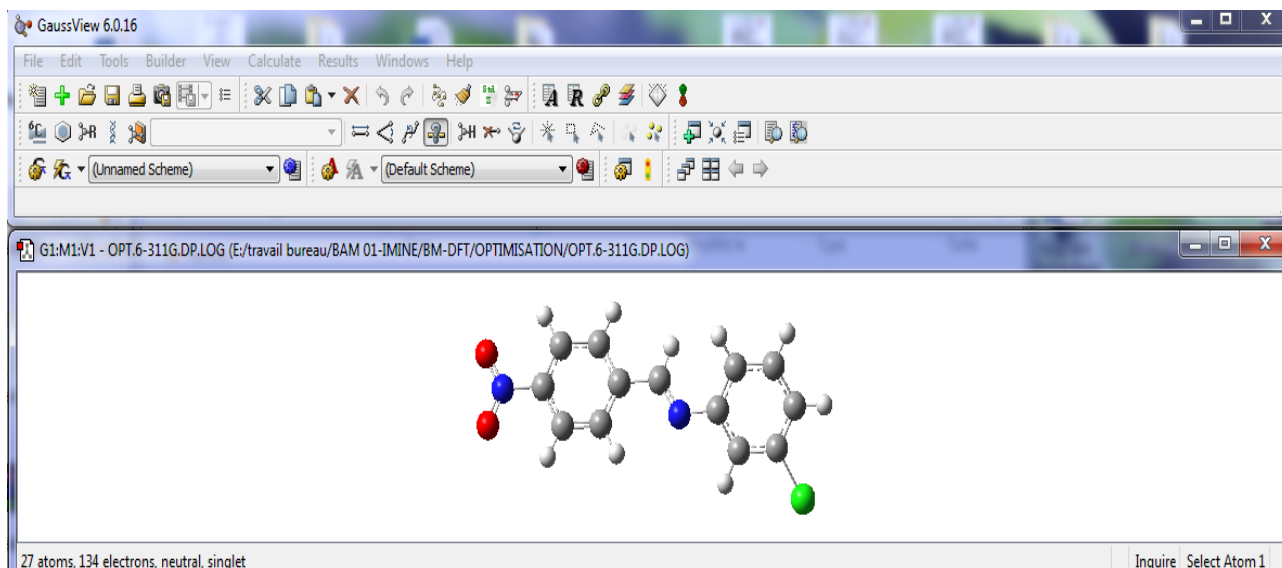 GaussView 6.0.16
File Edit Tools Builder View Calculate Results Windows Help
(Unnamed Scheme) (Default Scheme)
G1:M1:V1 - OPT.6-311G.DP.LOG (E:/travail bureau/BAM 01-IMINE/BM-DFT/OPTIMISATION/OPT.6-311G.DP.LOG)
27 atoms, 134 electrons, neutral, singlet Inquire Select Atom 1